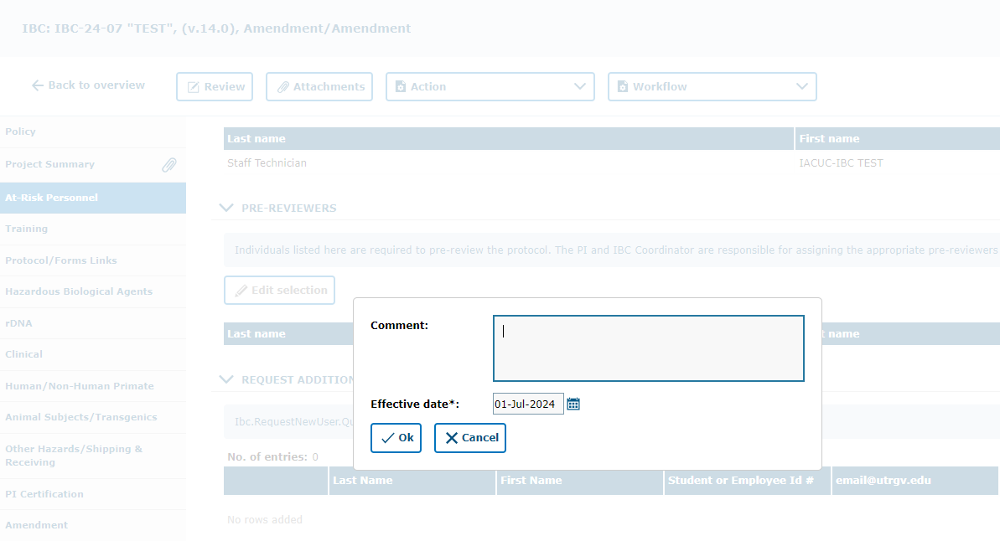 IBC: IBC-24-07 "TEST", (v.14.0), Amendment/Amendment
Back to overview
Review
Attachments
Action
Workflow
Policy
Project Summary
At-Risk Personnel
Training
Protocol/Forms Links
Hazardous Biological Agents
rDNA
Clinical
Human/Non-Human Primate
Animal Subjects/Transgenics
Other Hazards/Shipping &
Receiving
PI Certification
Amendment
Last name First name
Staff Technician IACUC-IBC TEST
PRE-REVIEWERS
Individuals listed here are required to pre-review the protocol. The PI and IBC Coordinator are responsible for assigning the appropriate pre-reviewers
Edit selection
Last name t name
REQUEST ADDITION
Ibc.RequestNewUser.Qu
No. of entries: 0
Last Name First Name Student or Employee Id # email@utrgv.edu
No rows added
Comment:
Effective date*: 01-Jul-2024
Ok Cancel